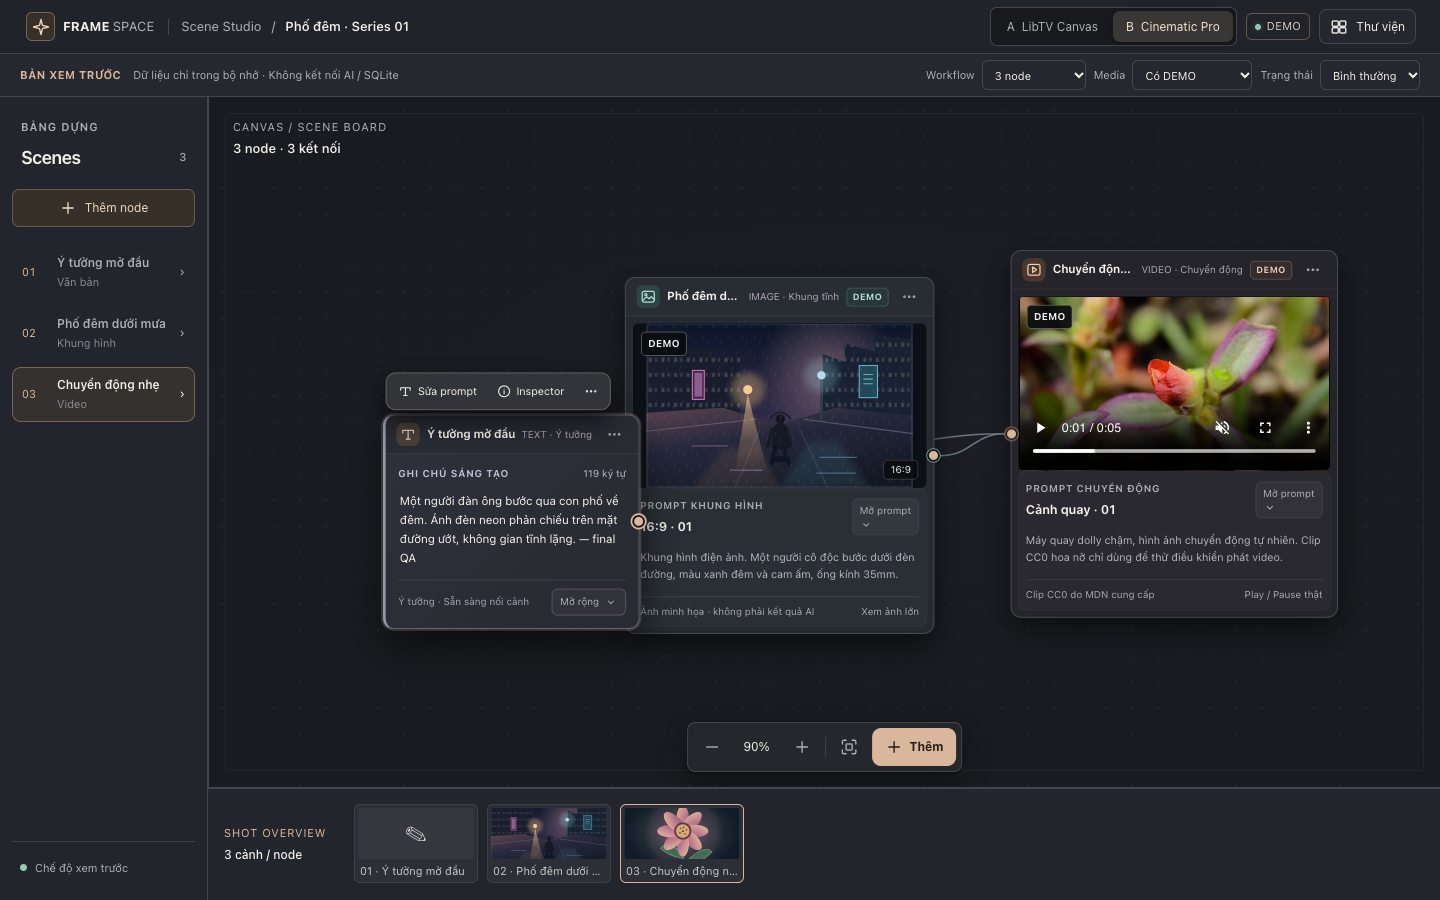 FRAME SPACE
Scene Studio / Phố đêm · Series 01
A LibTV Canvas
B Cinematic Pro
DEMO
Thư viện
BẢN XEM TRƯỚC
Dữ liệu chỉ trong bộ nhớ · Không kết nối AI / SQLite
Workflow
3 node
Media
Có DEMO
Trạng thái
Bình thường
BẢNG DỰNG
Scenes
3
Thêm node
01
Ý tưởng mở đầu
Văn bản
02
Phố đêm dưới mưa
Khung hình
03
Chuyển động nhẹ
Video
Chế độ xem trước
CANVAS / SCENE BOARD
3 node · 3 kết nối
Sửa prompt
Inspector
Ý tưởng mở đầu
TEXT · Ý tưởng
GHI CHÚ SÁNG TẠO
119 ký tự
Một người đàn ông bước qua con phố về
đêm. Ánh đèn neon phản chiếu trên mặt
đường ướt, không gian tĩnh lặng. — final
QA
Ý tưởng · Sẵn sàng nối cảnh
Mở rộng
Phố đêm d...
IMAGE · Khung tĩnh
DEMO
DEMO
16:9
PROMPT KHUNG HÌNH
16:9 · 01
Mở prompt
Khung hình điện ảnh. Một người cô độc bước dưới đèn
đường, màu xanh đêm và cam ấm, ống kính 35mm.
Ảnh minh họa · không phải kết quả AI
Xem ảnh lớn
Chuyển độn...
VIDEO · Chuyển động
DEMO
DEMO
0:01 / 0:05
PROMPT CHUYỂN ĐỘNG
Cảnh quay · 01
Mở prompt
Máy quay dolly chậm, hình ảnh chuyển động tự nhiên. Clip
CC0 hoa nở chỉ dùng để thử điều khiển phát video.
Clip CC0 do MDN cung cấp
Play / Pause thật
90%
Thêm
SHOT OVERVIEW
3 cảnh / node
01 · Ý tưởng mở đầu
02 · Phố đêm dưới ...
03 · Chuyển động n...